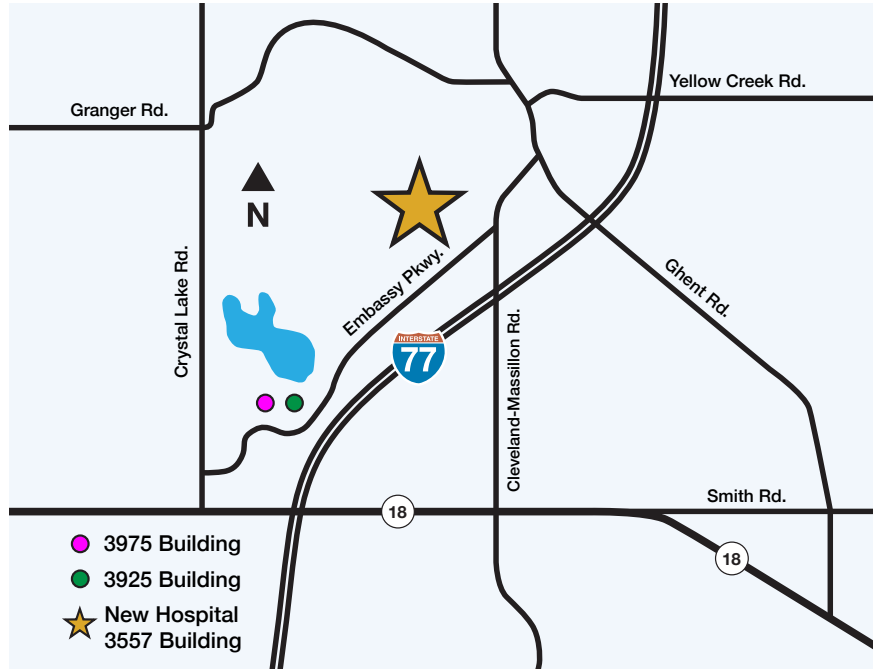 Yellow Creek Rd.
Granger Rd.
N
Crystal Lake Rd.
Embassy Pkwy.
Ghent Rd.
INTERSTATE
77
Cleveland-Massillon Rd.
Smith Rd.
18
18
3975 Building
3925 Building
New Hospital
3557 Building